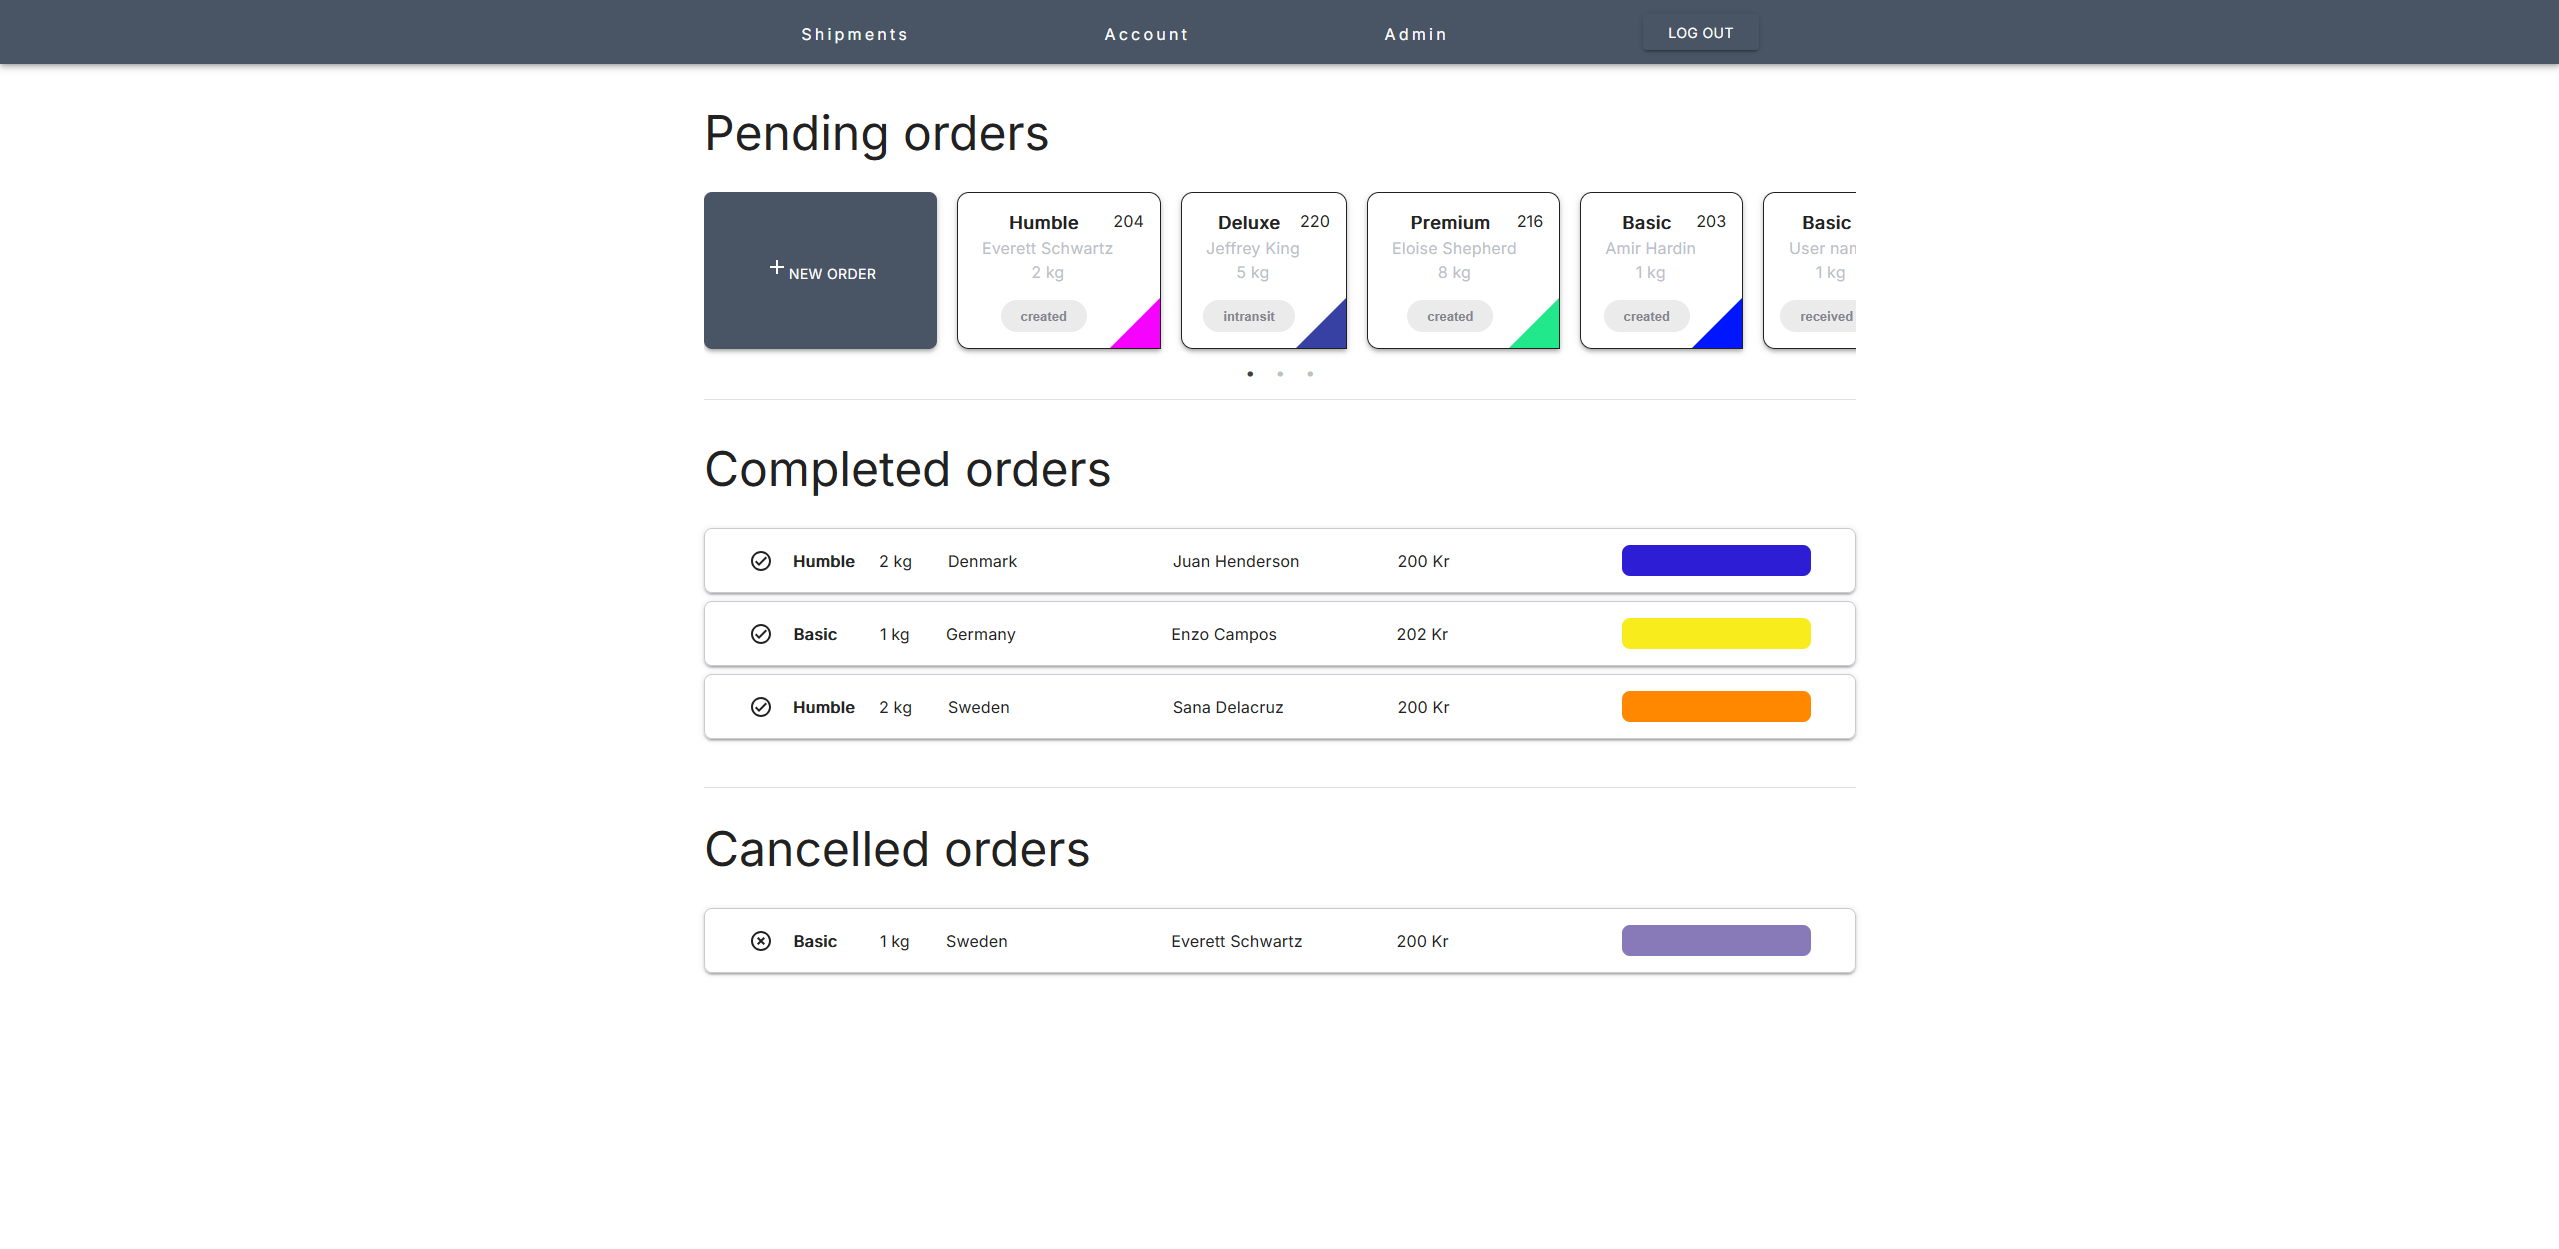 Shipments Account Admin LOG OUT
Pending orders
NEW ORDER
Humble 204
Everett Schwartz
2 kg
created
Deluxe 220
Jeffrey King
5 kg
intransit
Premium 216
Eloise Shepherd
8 kg
created
Basic 203
Amir Hardin
1 kg
created
Basic
User nam
1 kg
received
Completed orders
Humble 2 kg Denmark Juan Henderson 200 Kr
Basic 1 kg Germany Enzo Campos 202 Kr
Humble 2 kg Sweden Sana Delacruz 200 Kr
Cancelled orders
Basic 1 kg Sweden Everett Schwartz 200 Kr